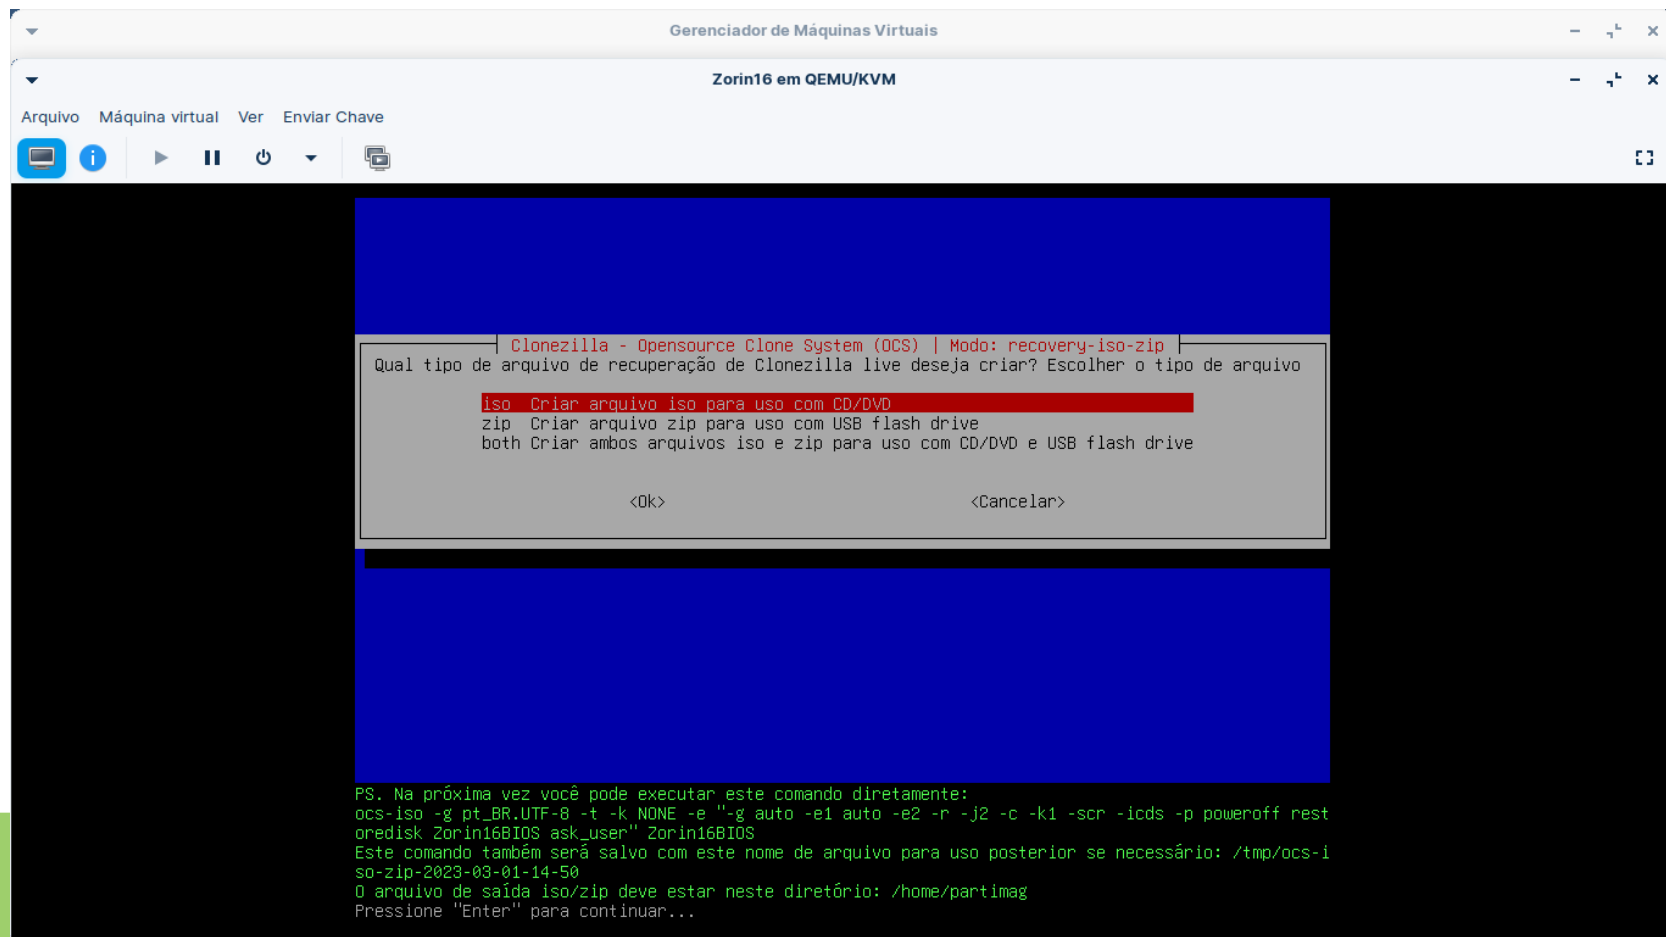 Gerenciador de Máquinas Virtuais
Zorin16 em QEMU/KVM
Arquivo Máquina virtual Ver Enviar Chave
Clonezilla - Opensource Clone System (OCS) | Modo: recovery-iso-zip
Qual tipo de arquivo de recuperação de Clonezilla live deseja criar? Escolher o tipo de arquivo
iso Criar arquivo iso para uso com CD/DVD
zip Criar arquivo zip para uso com USB flash drive
both Criar ambos arquivos iso e zip para uso com CD/DVD e USB flash drive
<Ok> <Cancelar>
PS. Na próxima vez você pode executar este comando diretamente:
ocs-iso -g pt_BR.UTF-8 -t -k NONE -e "-g auto -e1 auto -e2 -r -j2 -c -k1 -scr -icds -p poweroff rest
oredisk Zorin16BIOS ask_user" Zorin16BIOS
Este comando também será salvo com este nome de arquivo para uso posterior se necessário: /tmp/ocs-i
so-zip-2023-03-01-14-50
O arquivo de saída iso/zip deve estar neste diretório: /home/partimag
Pressione "Enter" para continuar...